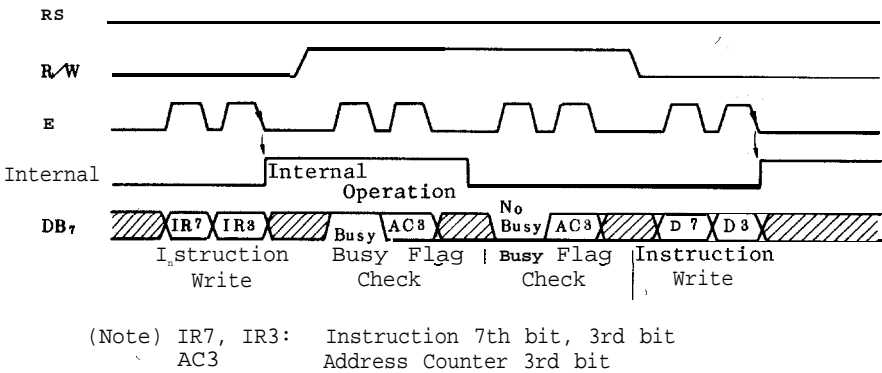 RS
R/W
E
Internal
Internal
Operation
DB7
IR7 IR3 Busy AC3 No Busy AC3 D7 D3
Instruction Write
Busy Flag Check
Busy Flag Check
Instruction Write
(Note) IR7, IR3: Instruction 7th bit, 3rd bit
AC3 Address Counter 3rd bit